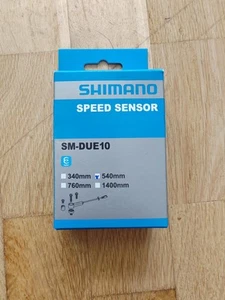 SHIMANO
SPEED SENSOR
SM-DUE10
340mm 540mm
760mm 1400mm